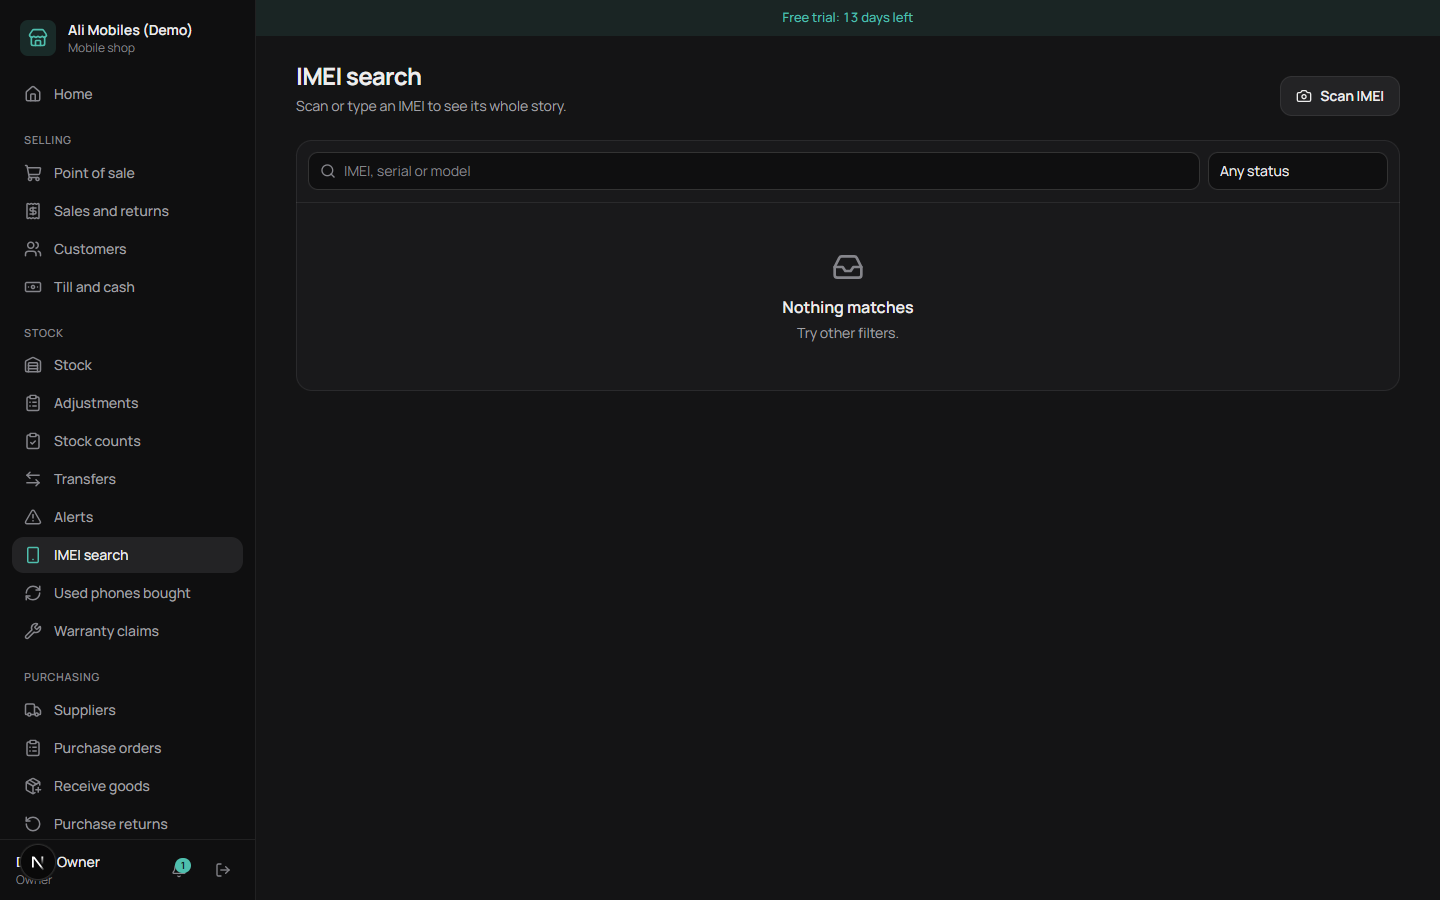 Ali Mobiles (Demo)
Mobile shop
Home
SELLING
Point of sale
Sales and returns
Customers
Till and cash
STOCK
Stock
Adjustments
Stock counts
Transfers
Alerts
IMEI search
Used phones bought
Warranty claims
PURCHASING
Suppliers
Purchase orders
Receive goods
Purchase returns
Owner
N
1
Free trial: 13 days left
IMEI search
Scan or type an IMEI to see its whole story.
Scan IMEI
IMEI, serial or model
Any status
Nothing matches
Try other filters.